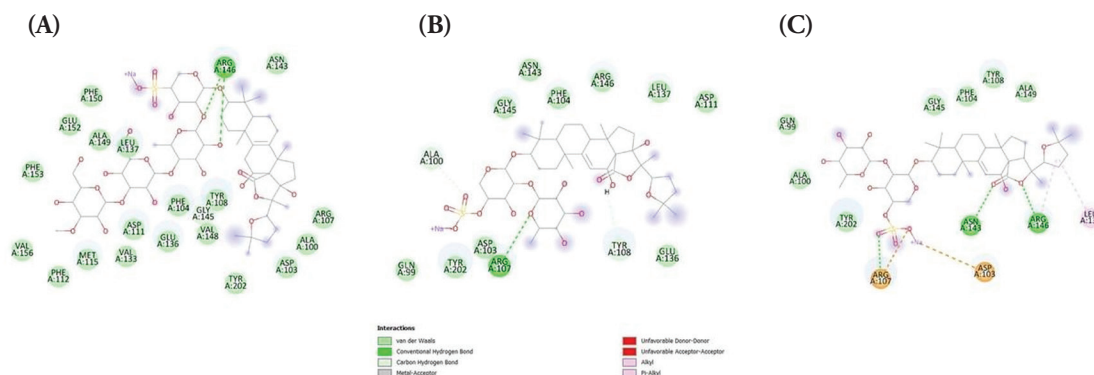 (A)
ARG
A:146
ASN
A:143
+Na
PHE
A:150
GLU
A:152
ALA
A:149
LEU
A:137
PHE
A:153
PHE
A:104
TYR
A:108
GLY
A:145
ARG
A:107
ASP
A:111
VAL
A:148
VAL
A:156
MET
A:115
VAL
A:133
GLU
A:136
ALA
A:100
PHE
A:112
ASP
A:103
TYR
A:202
(B)
ASN
A:143
ARG
A:146
GLY
A:145
PHE
A:104
LEU
A:137
ASP
A:111
ALA
A:100
H
+Na
GLN
A:99
TYR
A:202
ASP
A:103
ARG
A:107
TYR
A:108
GLU
A:136
(C)
TYR
A:108
GLY
A:145
PHE
A:104
ALA
A:149
GLN
A:99
ALA
A:100
TYR
A:202
ASN
A:143
ARG
A:146
+Na
ARG
A:107
ASP
A:103
Interactions
van der Waals
Conventional Hydrogen Bond
Carbon Hydrogen Bond
Metal-Acceptor
Unfavorable Donor-Donor
Unfavorable Acceptor-Acceptor
Alkyl
Pi-Alkyl